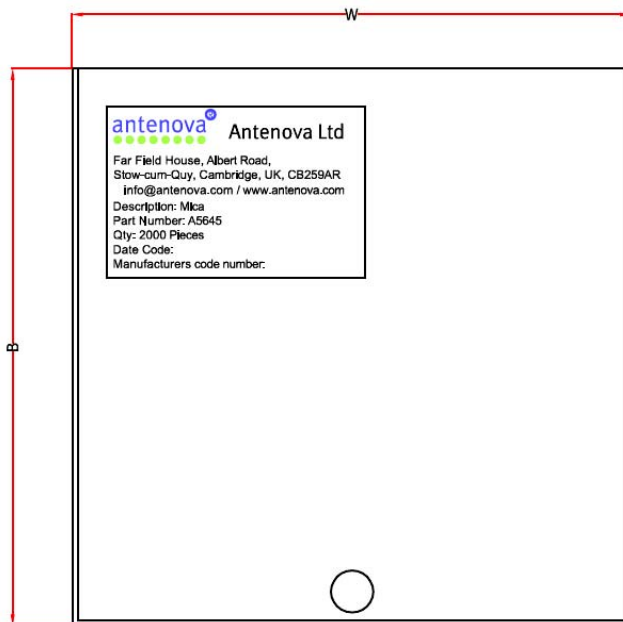 W
B
antenova
Antenova Ltd
Far Field House, Albert Road,
Stow-cum-Quy, Cambridge, UK, CB259AR
info@antenova.com / www.antenova.com
Description: Mica
Part Number: A5645
Qty: 2000 Pieces
Date Code:
Manufacturers code number: